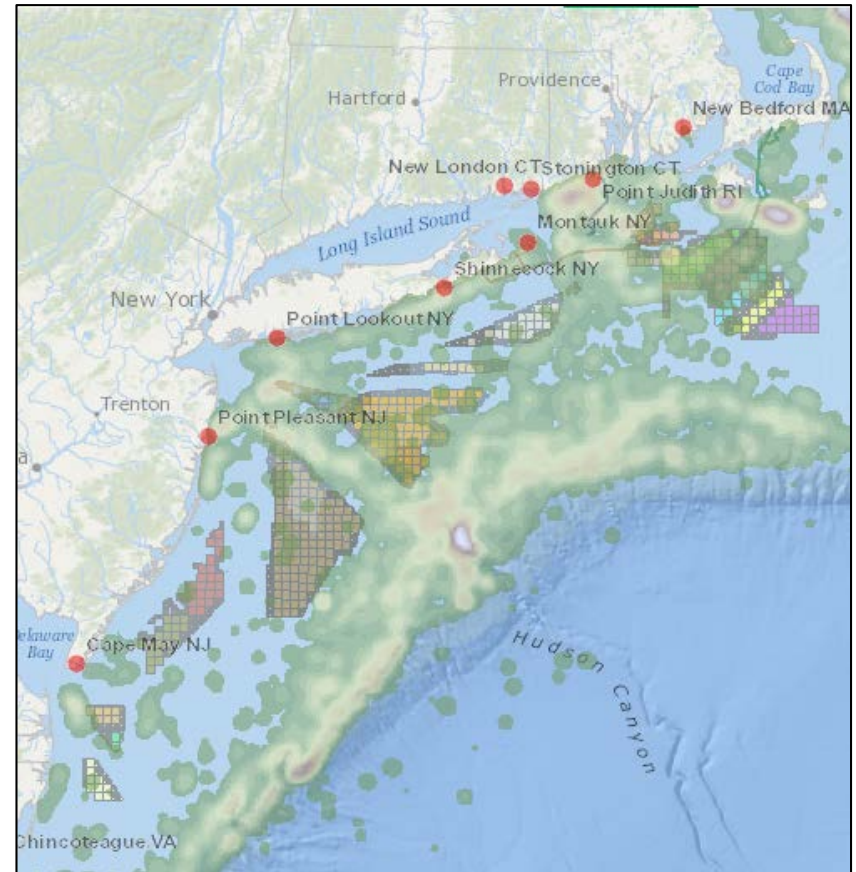 Cape
Cod Bay
Providence
Hartford
New Bedford MA
New London CT
Stonington CT
Point Judith RI
Montauk NY
Long Island Sound
Shinnecock NY
New York
Point Lookout NY
Trenton
Point Pleasant NJ
Delaware
Bay
Cape May NJ
Hudson Canyon
Chincoteague VA